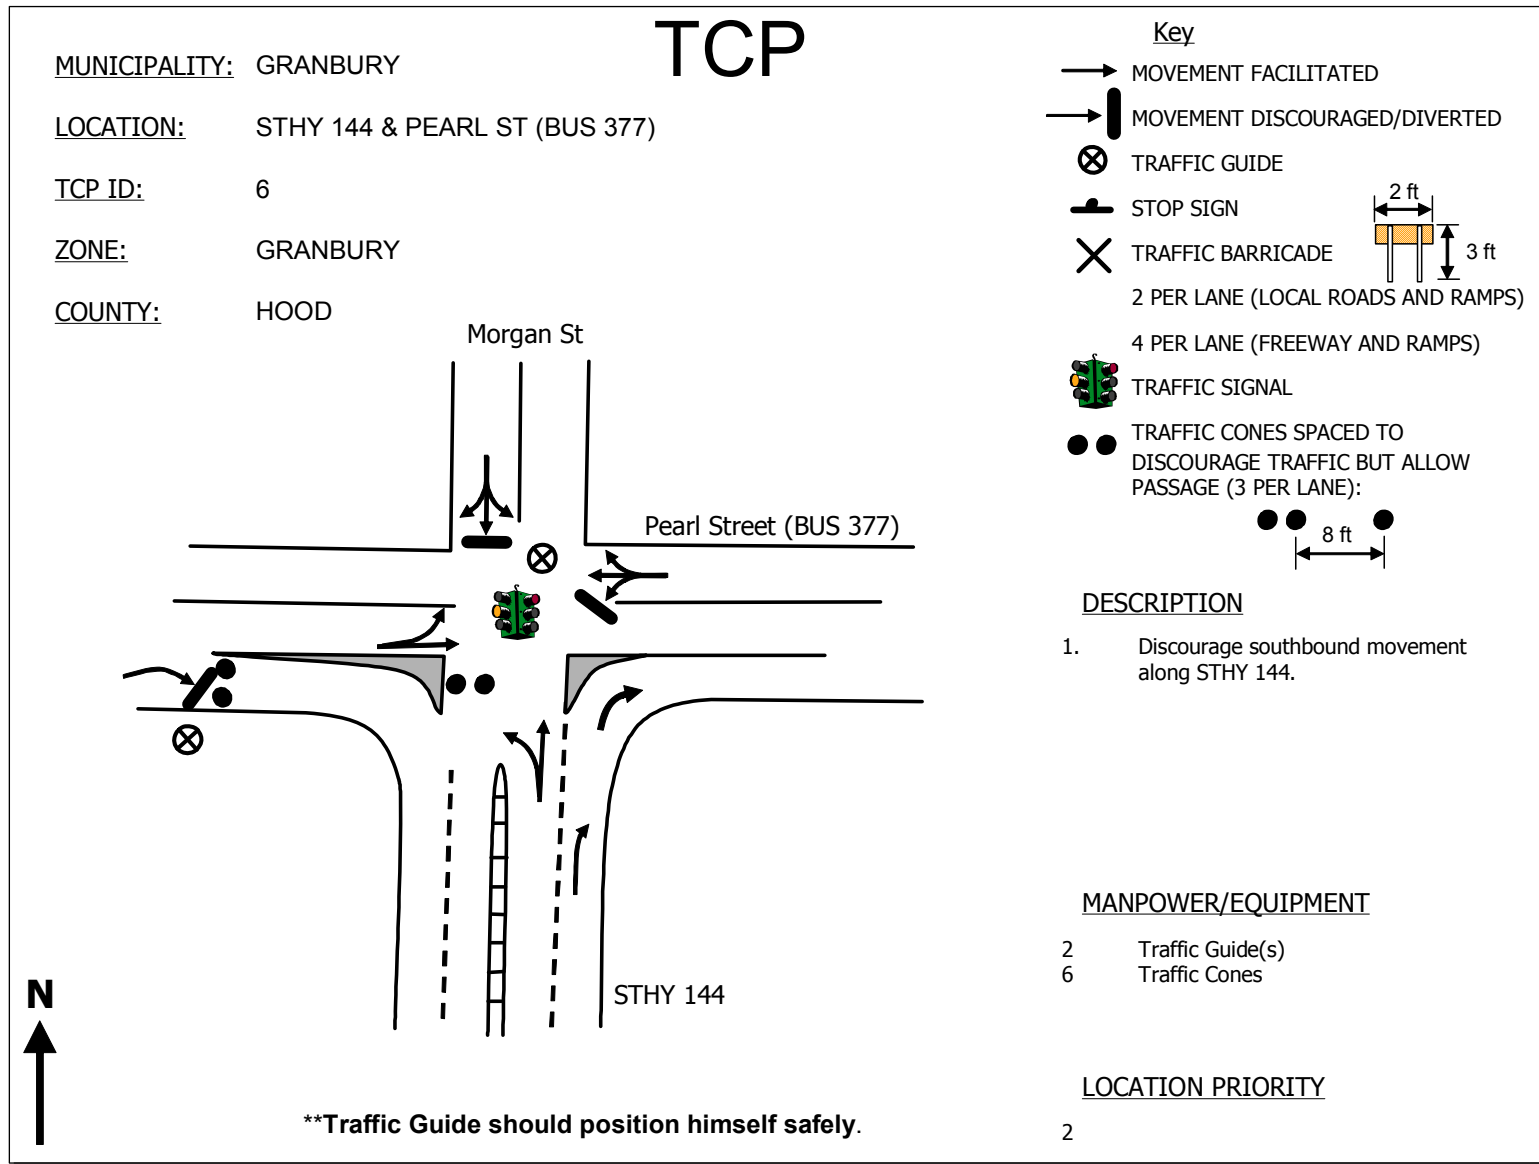 TCP
MUNICIPALITY: GRANBURY
LOCATION: STHY 144 & PEARL ST (BUS 377)
TCP ID: 6
ZONE: GRANBURY
COUNTY: HOOD
Key
MOVEMENT FACILITATED
MOVEMENT DISCOURAGED/DIVERTED
TRAFFIC GUIDE
STOP SIGN
TRAFFIC BARRICADE
2 ft
3 ft
2 PER LANE (LOCAL ROADS AND RAMPS)
4 PER LANE (FREEWAY AND RAMPS)
TRAFFIC SIGNAL
TRAFFIC CONES SPACED TO
DISCOURAGE TRAFFIC BUT ALLOW
PASSAGE (3 PER LANE):
8 ft
Morgan St
Pearl Street (BUS 377)
STHY 144
N
DESCRIPTION
1. Discourage southbound movement
along STHY 144.
MANPOWER/EQUIPMENT
2 Traffic Guide(s)
6 Traffic Cones
LOCATION PRIORITY
2
**Traffic Guide should position himself safely.